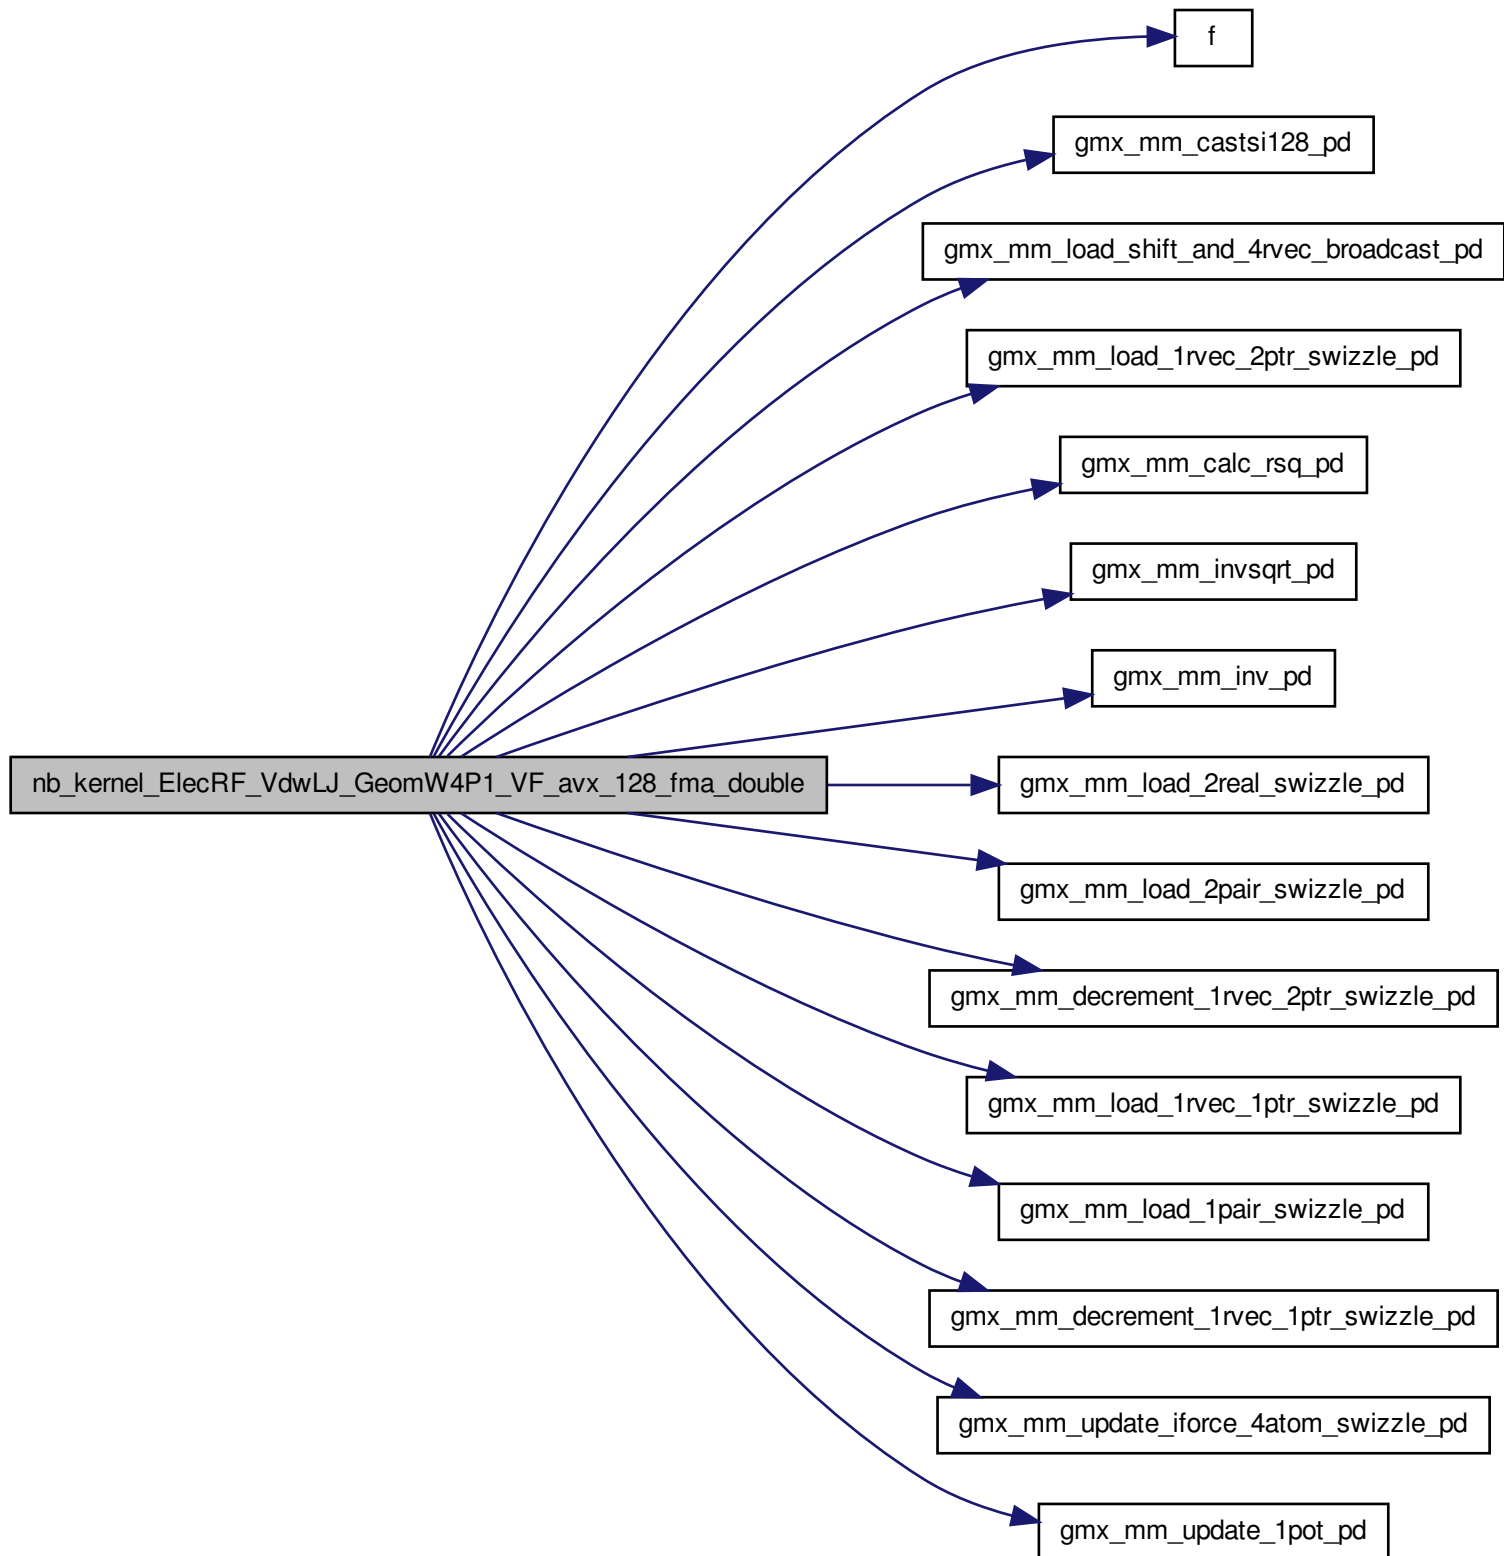 f
gmx_mm_castsi128_pd
gmx_mm_load_shift_and_4rvec_broadcast_pd
gmx_mm_load_1rvec_2ptr_swizzle_pd
gmx_mm_calc_rsq_pd
gmx_mm_invsqrt_pd
gmx_mm_inv_pd
nb_kernel_ElecRF_VdwLJ_GeomW4P1_VF_avx_128_fma_double
gmx_mm_load_2real_swizzle_pd
gmx_mm_load_2pair_swizzle_pd
gmx_mm_decrement_1rvec_2ptr_swizzle_pd
gmx_mm_load_1rvec_1ptr_swizzle_pd
gmx_mm_load_1pair_swizzle_pd
gmx_mm_decrement_1rvec_1ptr_swizzle_pd
gmx_mm_update_iforce_4atom_swizzle_pd
gmx_mm_update_1pot_pd